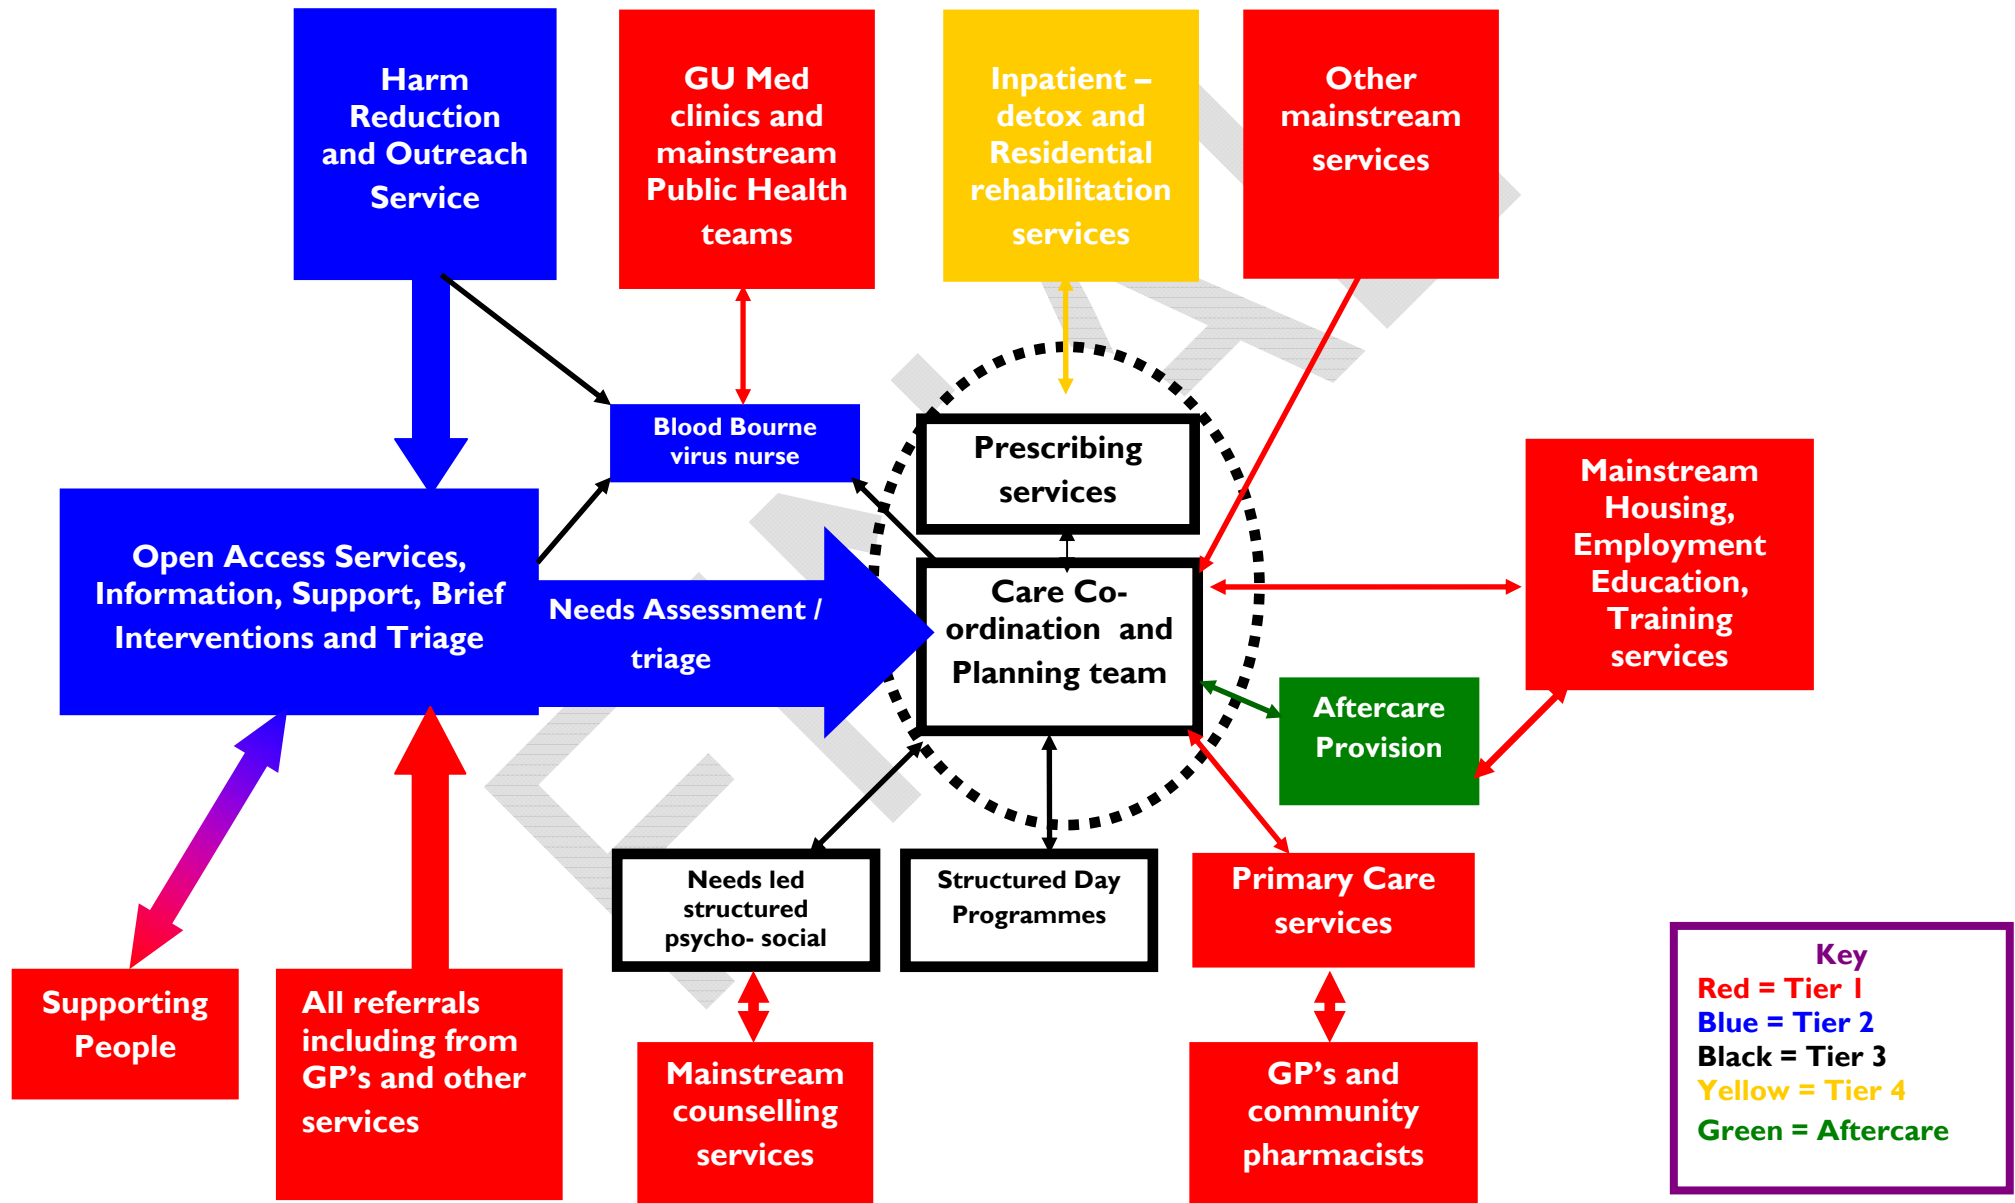 Harm
Reduction
and Outreach
Service
GU Med
clinics and
mainstream
Public Health
teams
Inpatient –
detox and
Residential
rehabilitation
services
Other
mainstream
services
Blood Bourne
virus nurse
Prescribing
services
Mainstream
Housing,
Employment
Education,
Training
services
Open Access Services,
Information, Support, Brief
Interventions and Triage
Needs Assessment /
triage
Care Co-
ordination and
Planning team
Aftercare
Provision
Needs led
structured
psycho- social
Structured Day
Programmes
Primary Care
services
Supporting
People
All referrals
including from
GP’s and other
services
Mainstream
counselling
services
GP’s and
community
pharmacists
Key
Red = Tier 1
Blue = Tier 2
Black = Tier 3
Yellow = Tier 4
Green = Aftercare